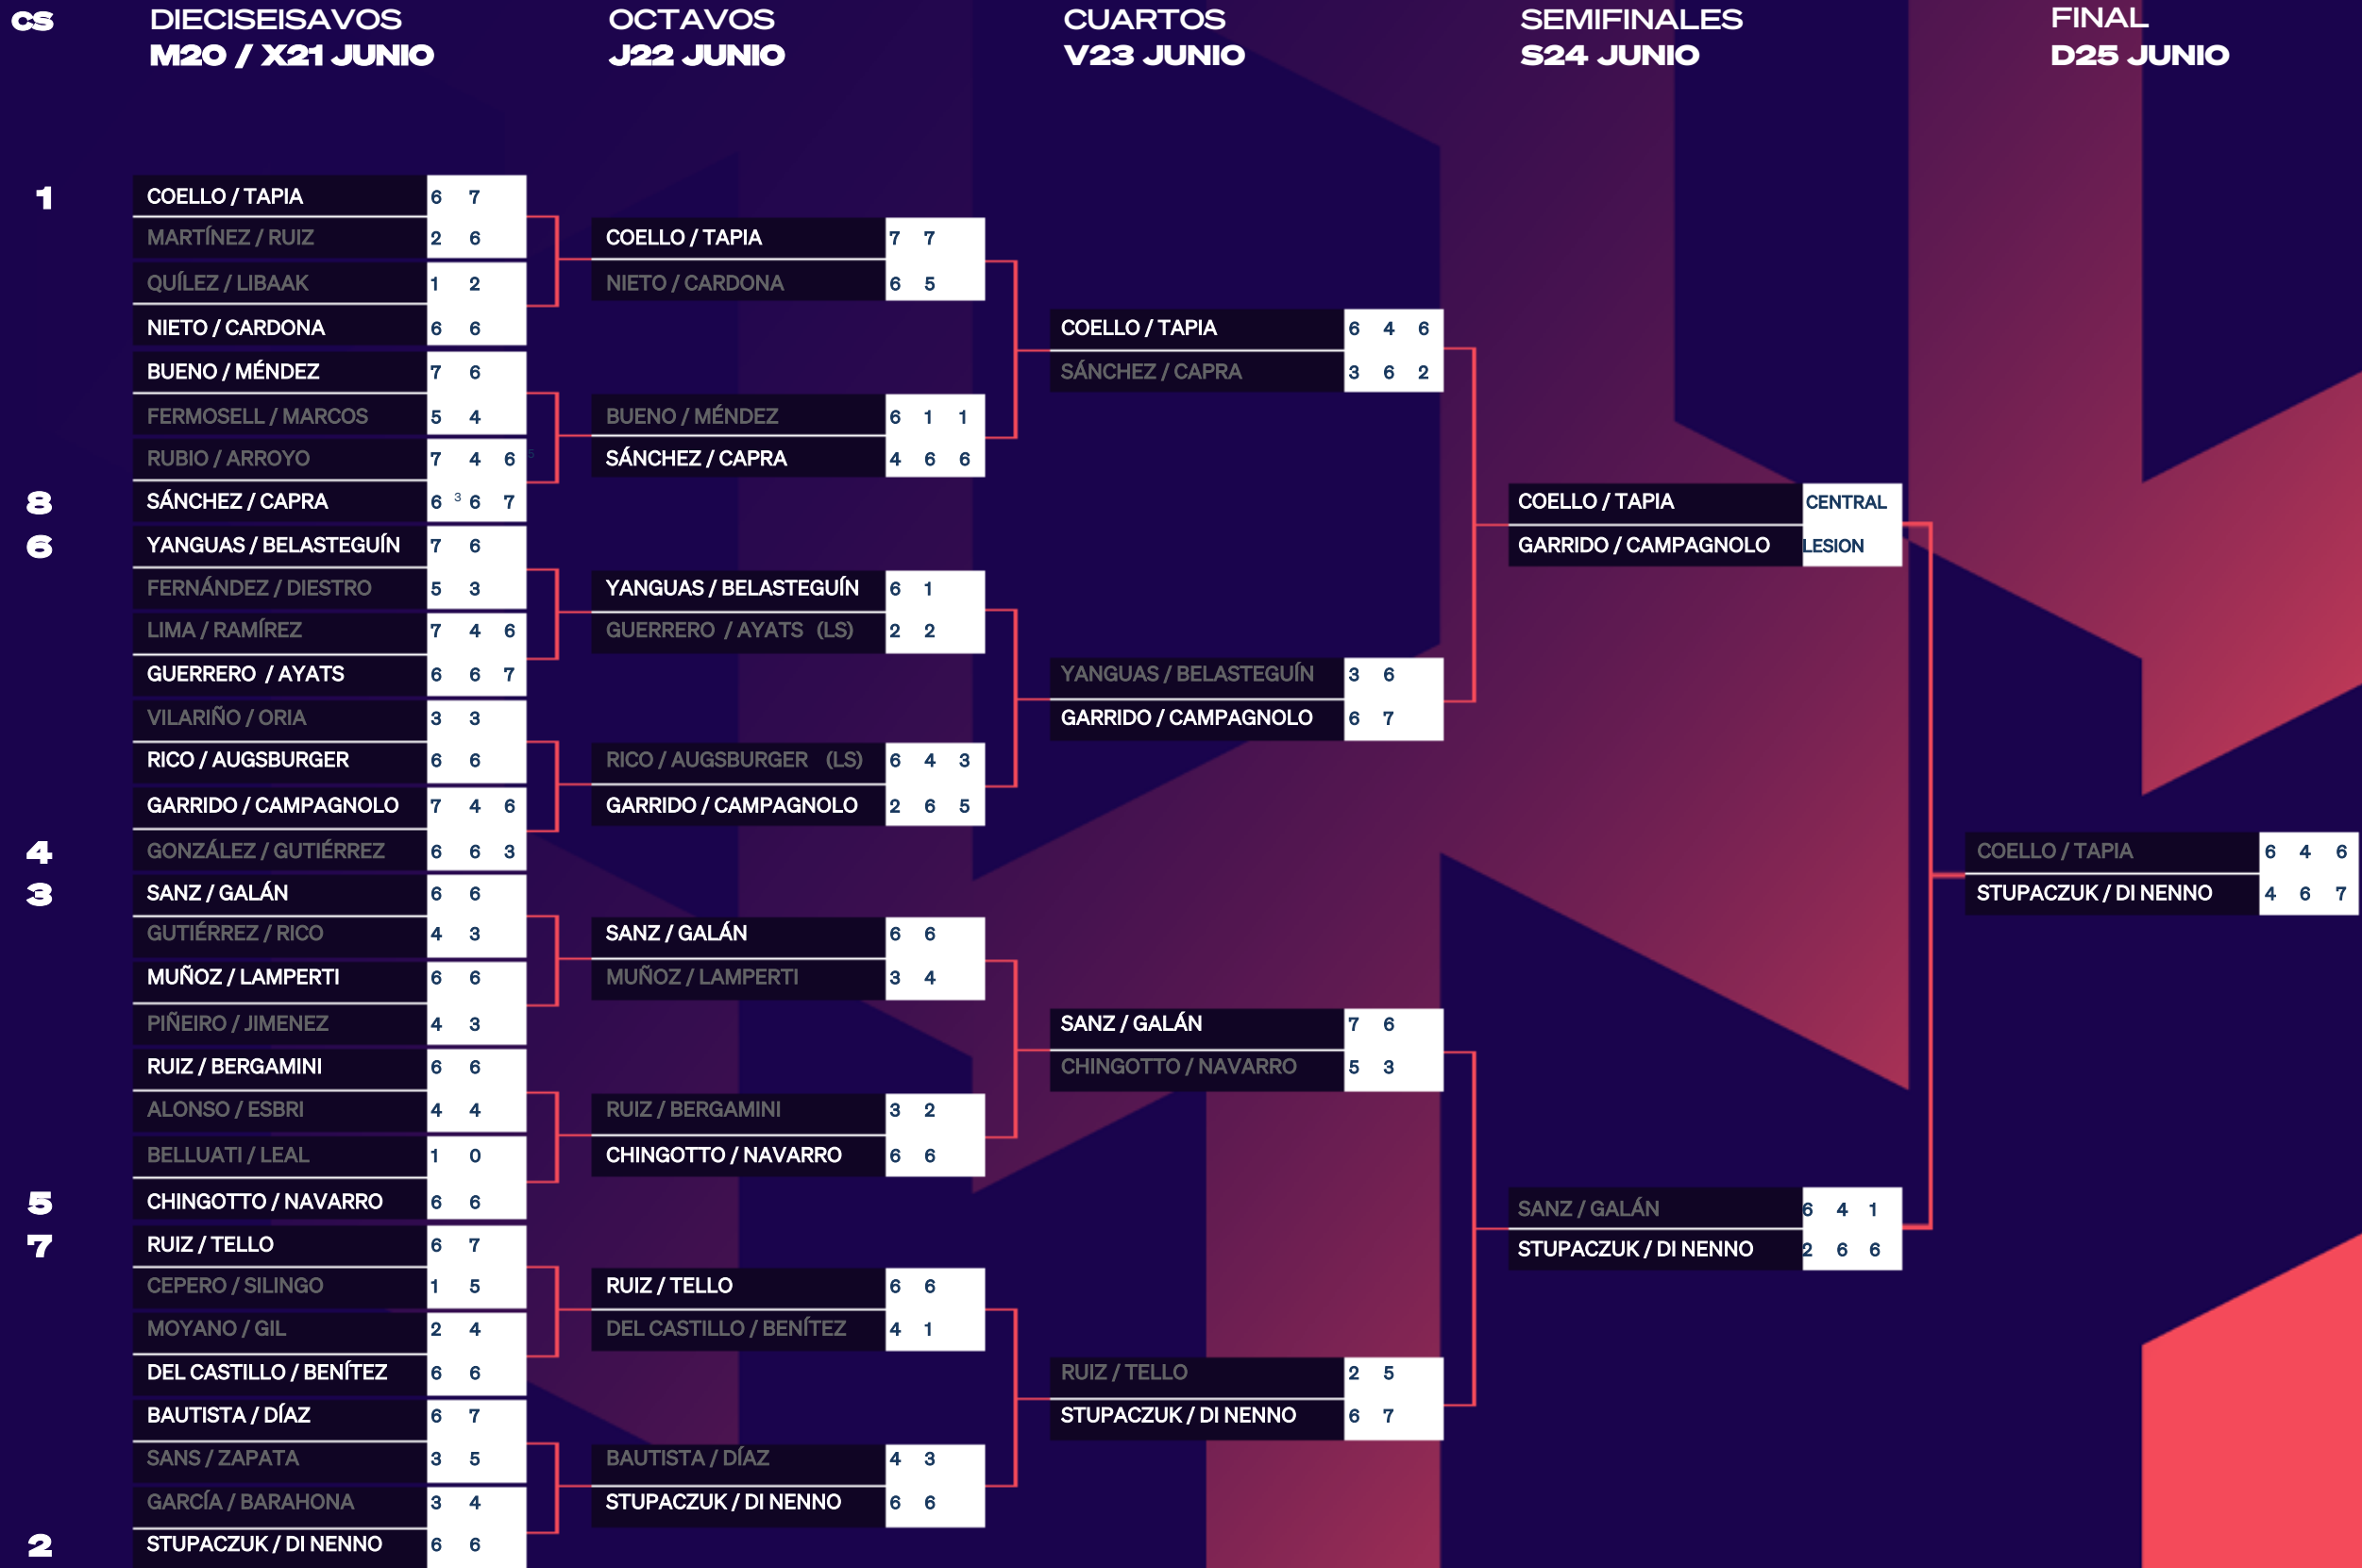 CS
DIECISEISAVOS
M20 / X21 JUNIO
OCTAVOS
J22 JUNIO
CUARTOS
V23 JUNIO
SEMIFINALES
S24 JUNIO
FINAL
D25 JUNIO
1
COELLO / TAPIA 6 7
MARTÍNEZ / RUIZ 2 6
QUÍLEZ / LIBAAK 1 2
NIETO / CARDONA 6 6
BUENO / MÉNDEZ 7 6
FERMOSELL / MARCOS 5 4
RUBIO / ARROYO 7 4 6 5
8
SÁNCHEZ / CAPRA 6 3 6 7
6
YANGUAS / BELASTEGUÍN 7 6
FERNÁNDEZ / DIESTRO 5 3
LIMA / RAMÍREZ 7 4 6
GUERRERO / AYATS 6 6 7
VILARIÑO / ORIA 3 3
RICO / AUGSBURGER 6 6
GARRIDO / CAMPAGNOLO 7 4 6
4
GONZÁLEZ / GUTIÉRREZ 6 6 3
3
SANZ / GALÁN 6 6
GUTIÉRREZ / RICO 4 3
MUÑOZ / LAMPERTI 6 6
PIÑEIRO / JIMENEZ 4 3
RUIZ / BERGAMINI 6 6
ALONSO / ESBRI 4 4
BELLUATI / LEAL 1 0
5
CHINGOTTO / NAVARRO 6 6
7
RUIZ / TELLO 6 7
CEPERO / SILINGO 1 5
MOYANO / GIL 2 4
DEL CASTILLO / BENÍTEZ 6 6
BAUTISTA / DÍAZ 6 7
SANS / ZAPATA 3 5
GARCÍA / BARAHONA 3 4
2
STUPACZUK / DI NENNO 6 6
COELLO / TAPIA 7 7
NIETO / CARDONA 6 5
BUENO / MÉNDEZ 6 1 1
SÁNCHEZ / CAPRA 4 6 6
YANGUAS / BELASTEGUÍN 6 1
GUERRERO / AYATS (LS) 2 2
RICO / AUGSBURGER (LS) 6 4 3
GARRIDO / CAMPAGNOLO 2 6 5
SANZ / GALÁN 6 6
MUÑOZ / LAMPERTI 3 4
RUIZ / BERGAMINI 3 2
CHINGOTTO / NAVARRO 6 6
RUIZ / TELLO 6 6
DEL CASTILLO / BENÍTEZ 4 1
BAUTISTA / DÍAZ 4 3
STUPACZUK / DI NENNO 6 6
COELLO / TAPIA 6 4 6
SÁNCHEZ / CAPRA 3 6 2
YANGUAS / BELASTEGUÍN 3 6
GARRIDO / CAMPAGNOLO 6 7
SANZ / GALÁN 7 6
CHINGOTTO / NAVARRO 5 3
RUIZ / TELLO 2 5
STUPACZUK / DI NENNO 6 7
COELLO / TAPIA CENTRAL
GARRIDO / CAMPAGNOLO LESION
SANZ / GALÁN 6 4 1
STUPACZUK / DI NENNO 2 6 6
COELLO / TAPIA 6 4 6
STUPACZUK / DI NENNO 4 6 7